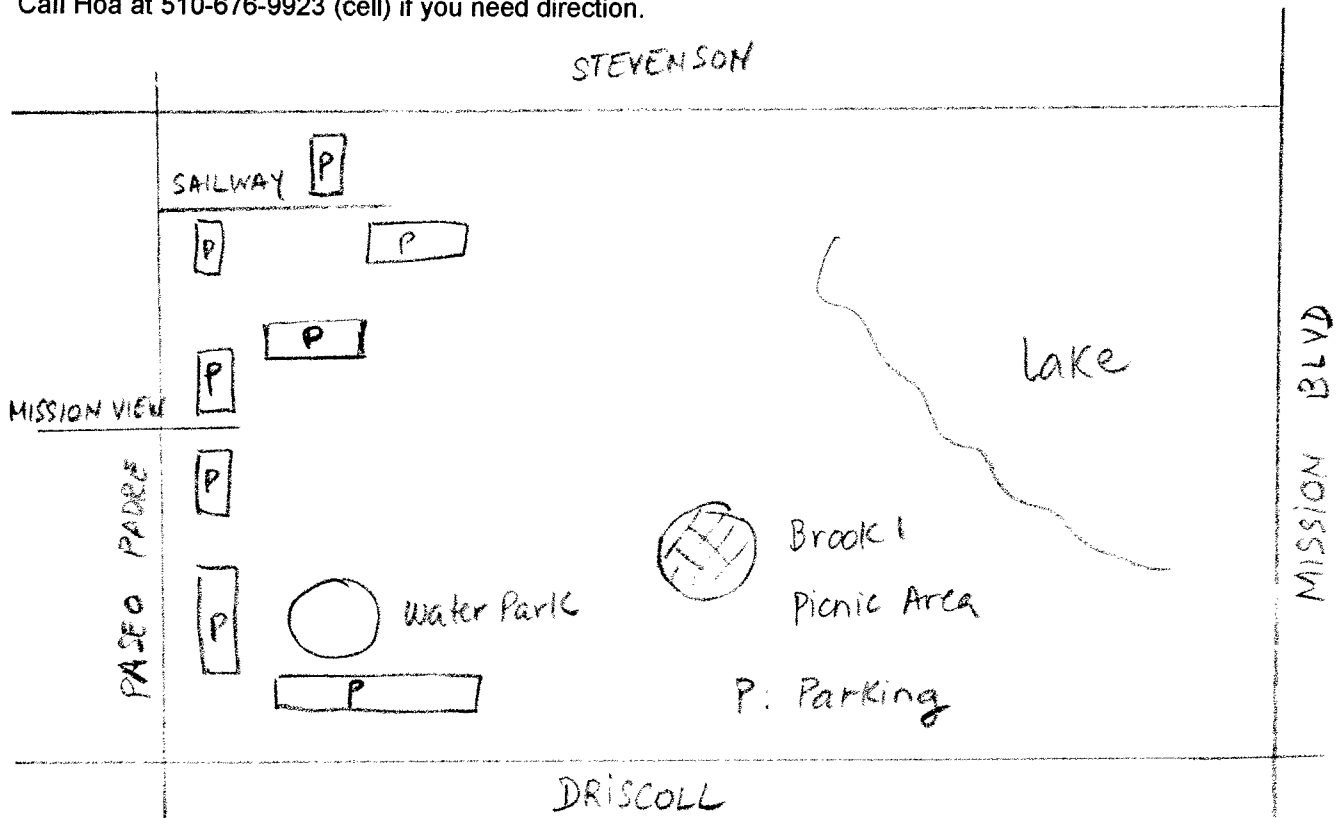 Call Hoa at 510-676-9923 (cell) if you need direction.
STEVENSON
P
SAILWAY
P
P
P
P
MISSION VIEW
P
PASEO PADRE
P
Water Park
P
Lake
Brook 1
Picnic Area
P: Parking
MISSION BLVD
DRISCOLL